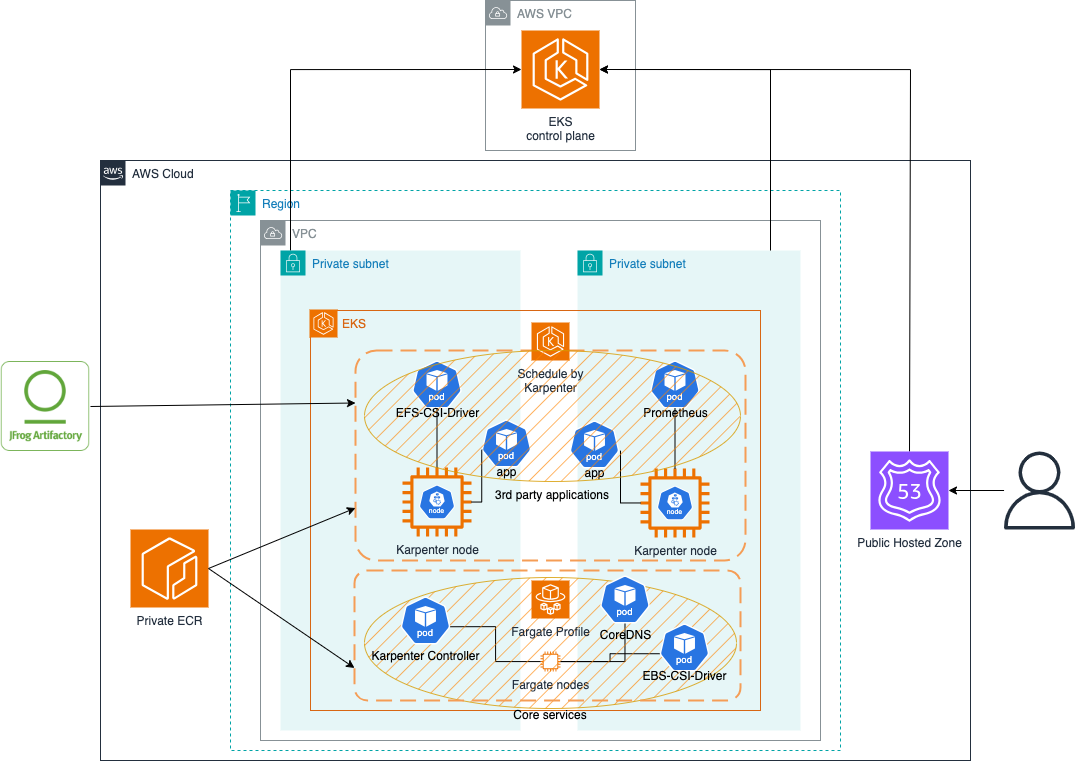 AWS VPC
K
EKS
control plane
aws
AWS Cloud
Region
VPC
Private subnet
Private subnet
K
EKS
K
Schedule by
Karpenter
pod
EFS-CSI-Driver
pod
Prometheus
pod
app
pod
app
3rd party applications
node
Karpenter node
node
Karpenter node
JFrog Artifactory
53
Public Hosted Zone
Private ECR
pod
Karpenter Controller
Fargate Profile
pod
CoreDNS
Fargate nodes
pod
EBS-CSI-Driver
Core services